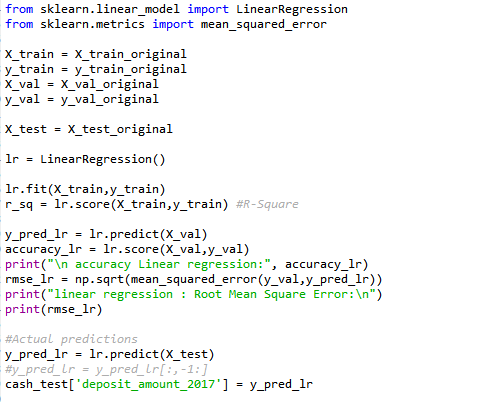 from sklearn.linear_model import LinearRegression
from sklearn.metrics import mean_squared_error
X_train = X_train_original
y_train = y_train_original
X_val = X_val_original
y_val = y_val_original
X_test = X_test_original
lr = LinearRegression()
lr.fit(X_train,y_train)
r_sq = lr.score(X_train,y_train) #R-Square
y_pred_lr = lr.predict(X_val)
accuracy_lr = lr.score(X_val,y_val)
print("\n accuracy Linear regression:", accuracy_lr)
rmse_lr = np.sqrt(mean_squared_error(y_val,y_pred_lr))
print("linear regression : Root Mean Square Error:\n")
print(rmse_lr)
#Actual predictions
y_pred_lr = lr.predict(X_test)
#y_pred_lr = y_pred_lr[:,-1:]
cash_test['deposit_amount_2017'] = y_pred_lr